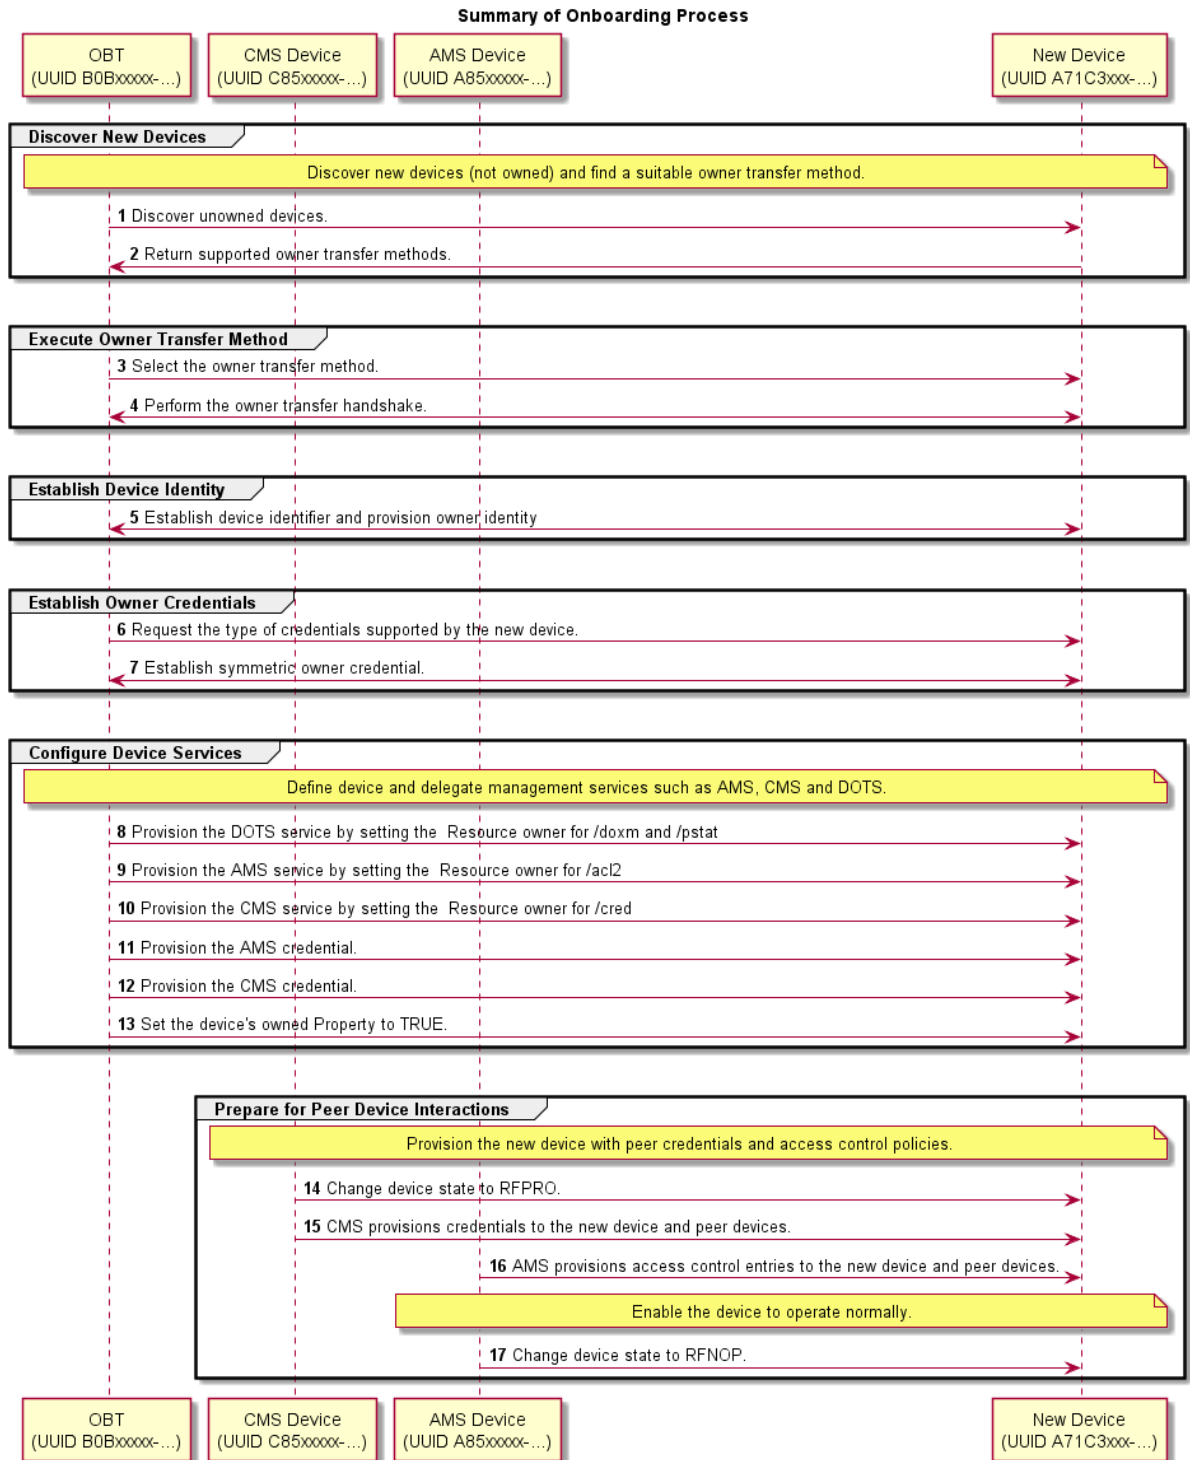 Summary of Onboarding Process
OBT
(UUID B0Bxxxxx-...)
CMS Device
(UUID C85xxxxx-...)
AMS Device
(UUID A85xxxxx-...)
New Device
(UUID A71C3xxx-...)
Discover New Devices
Discover new devices (not owned) and find a suitable owner transfer method.
1 Discover unowned devices.
2 Return supported owner transfer methods.
Execute Owner Transfer Method
3 Select the owner transfer method.
4 Perform the owner transfer handshake.
Establish Device Identity
5 Establish device identifier and provision owner identity
Establish Owner Credentials
6 Request the type of credentials supported by the new device.
7 Establish symmetric owner credential.
Configure Device Services
Define device and delegate management services such as AMS, CMS and DOTS.
8 Provision the DOTS service by setting the  Resource owner for /doxm and /pstat
9 Provision the AMS service by setting the  Resource owner for /acl2
10 Provision the CMS service by setting the  Resource owner for /cred
11 Provision the AMS credential.
12 Provision the CMS credential.
13 Set the device's owned Property to TRUE.
Prepare for Peer Device Interactions
Provision the new device with peer credentials and access control policies.
14 Change device state to RFPRO.
15 CMS provisions credentials to the new device and peer devices.
16 AMS provisions access control entries to the new device and peer devices.
Enable the device to operate normally.
17 Change device state to RFNOP.
OBT
(UUID B0Bxxxxx-...)
CMS Device
(UUID C85xxxxx-...)
AMS Device
(UUID A85xxxxx-...)
New Device
(UUID A71C3xxx-...)